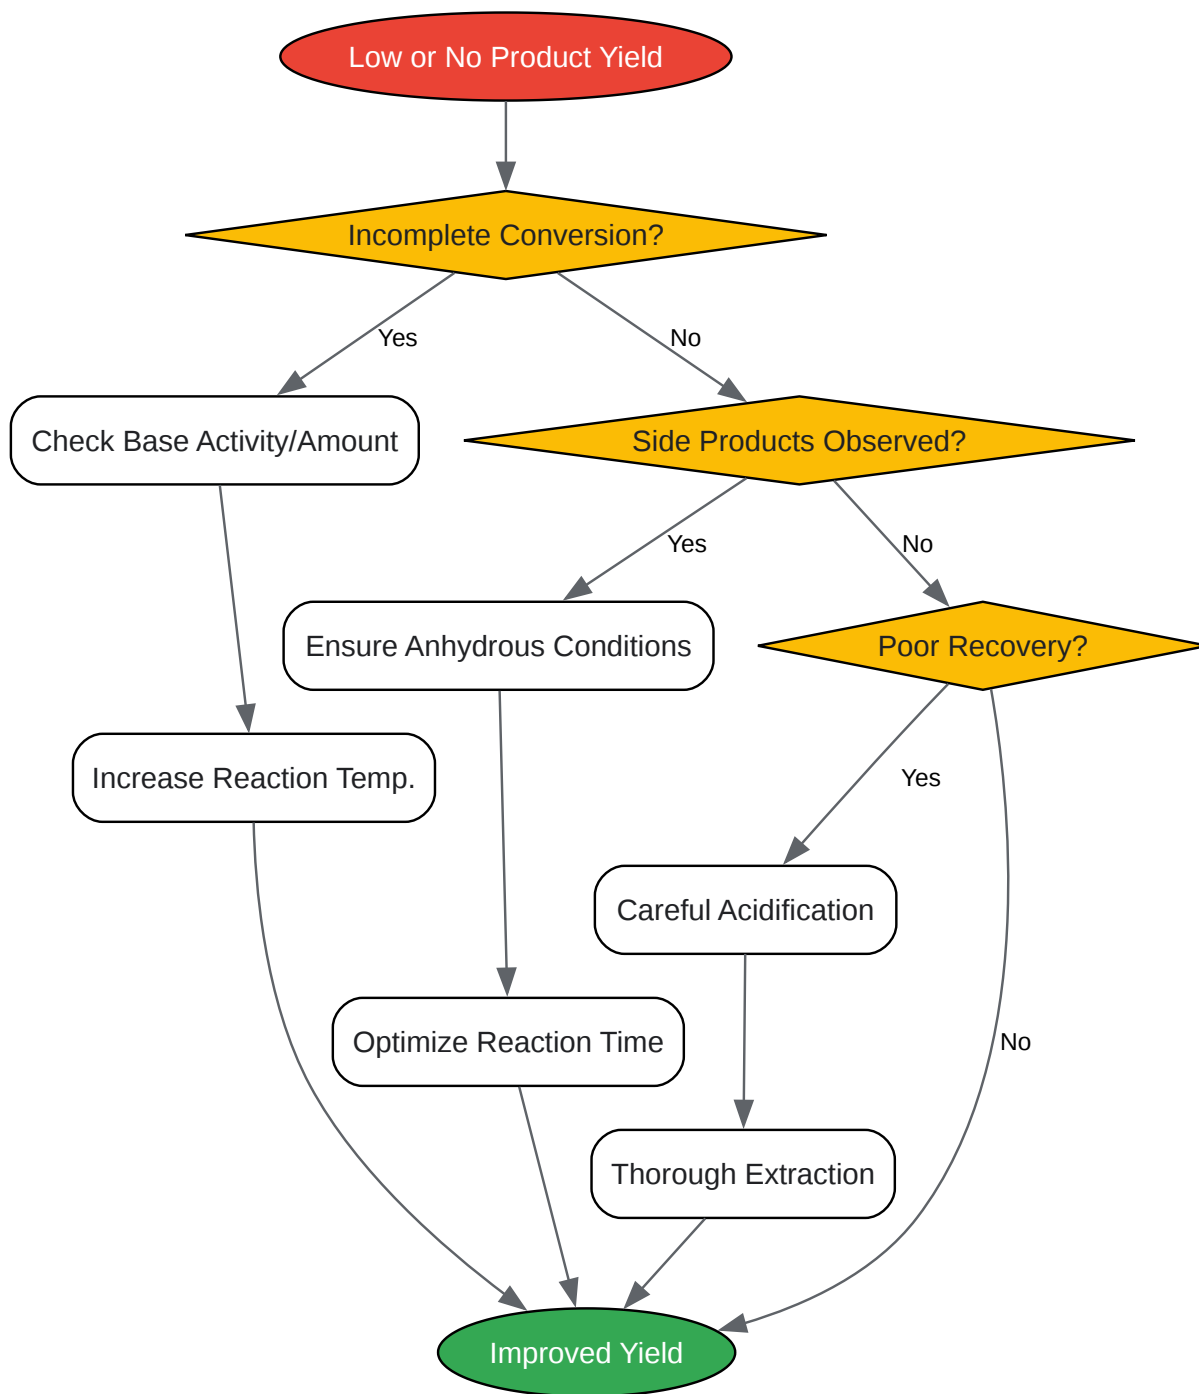 Low or No Product Yield
Incomplete Conversion?
Yes
No
Check Base Activity/Amount
Side Products Observed?
Yes
No
Ensure Anhydrous Conditions
Poor Recovery?
Increase Reaction Temp.
Yes
Careful Acidification
Optimize Reaction Time
No
Thorough Extraction
Improved Yield